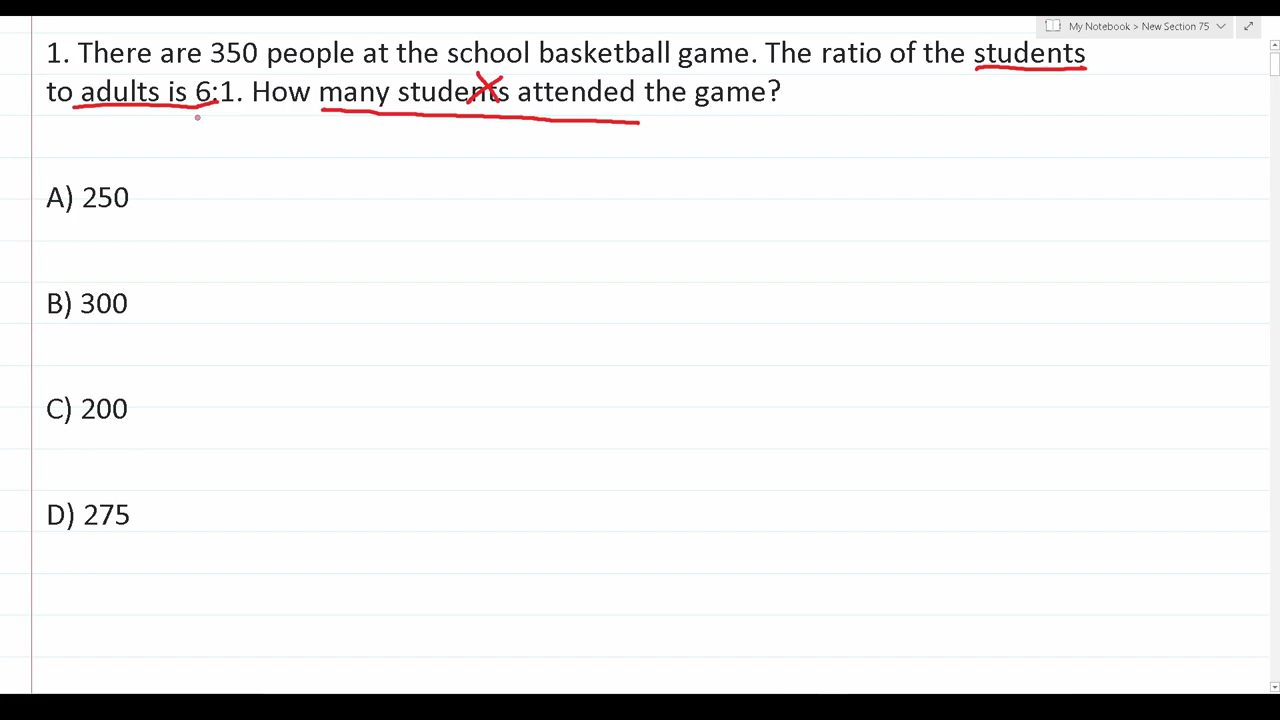 My Notebook > New Section 75
1. There are 350 people at the school basketball game. The ratio of the students
to adults is 6:1. How many students attended the game?
A) 250
B) 300
C) 200
D) 275